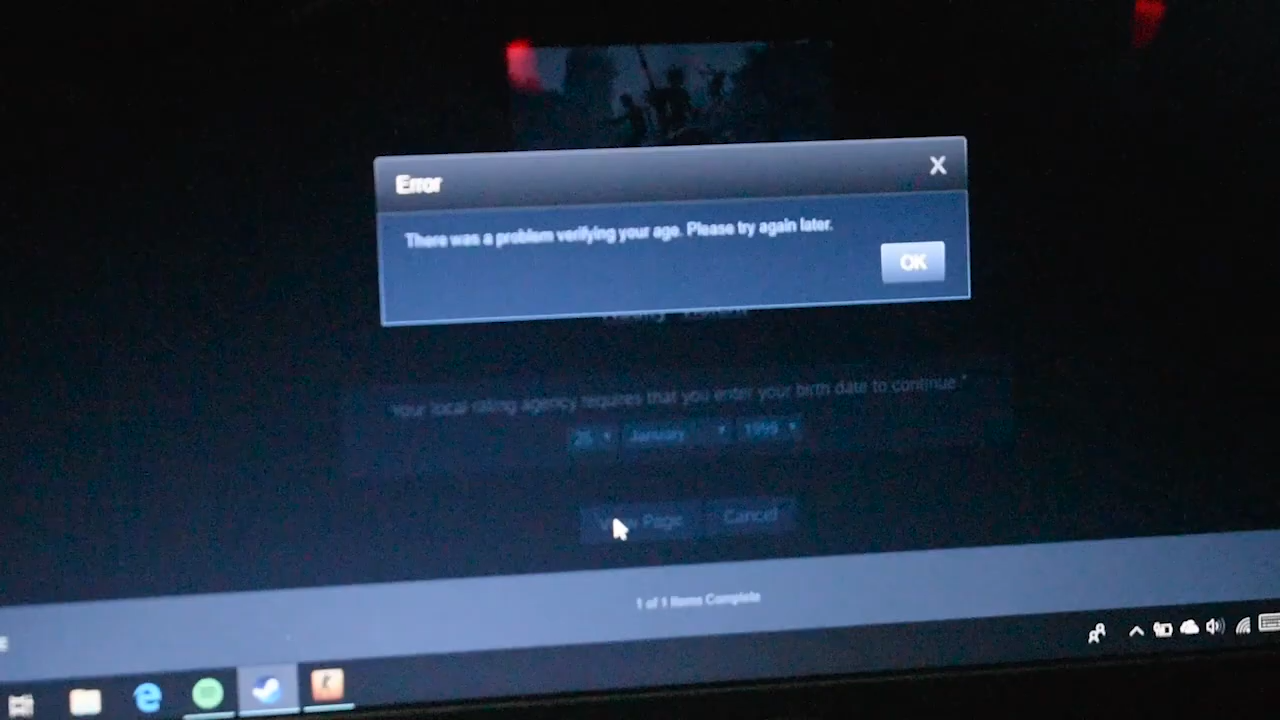 Error
X
There was a problem verifying your age. Please try again later.
OK
Your local rating agency requires that you enter your birth date to continue.*
January
View Page
Cancel
1 of 1 Items Complete